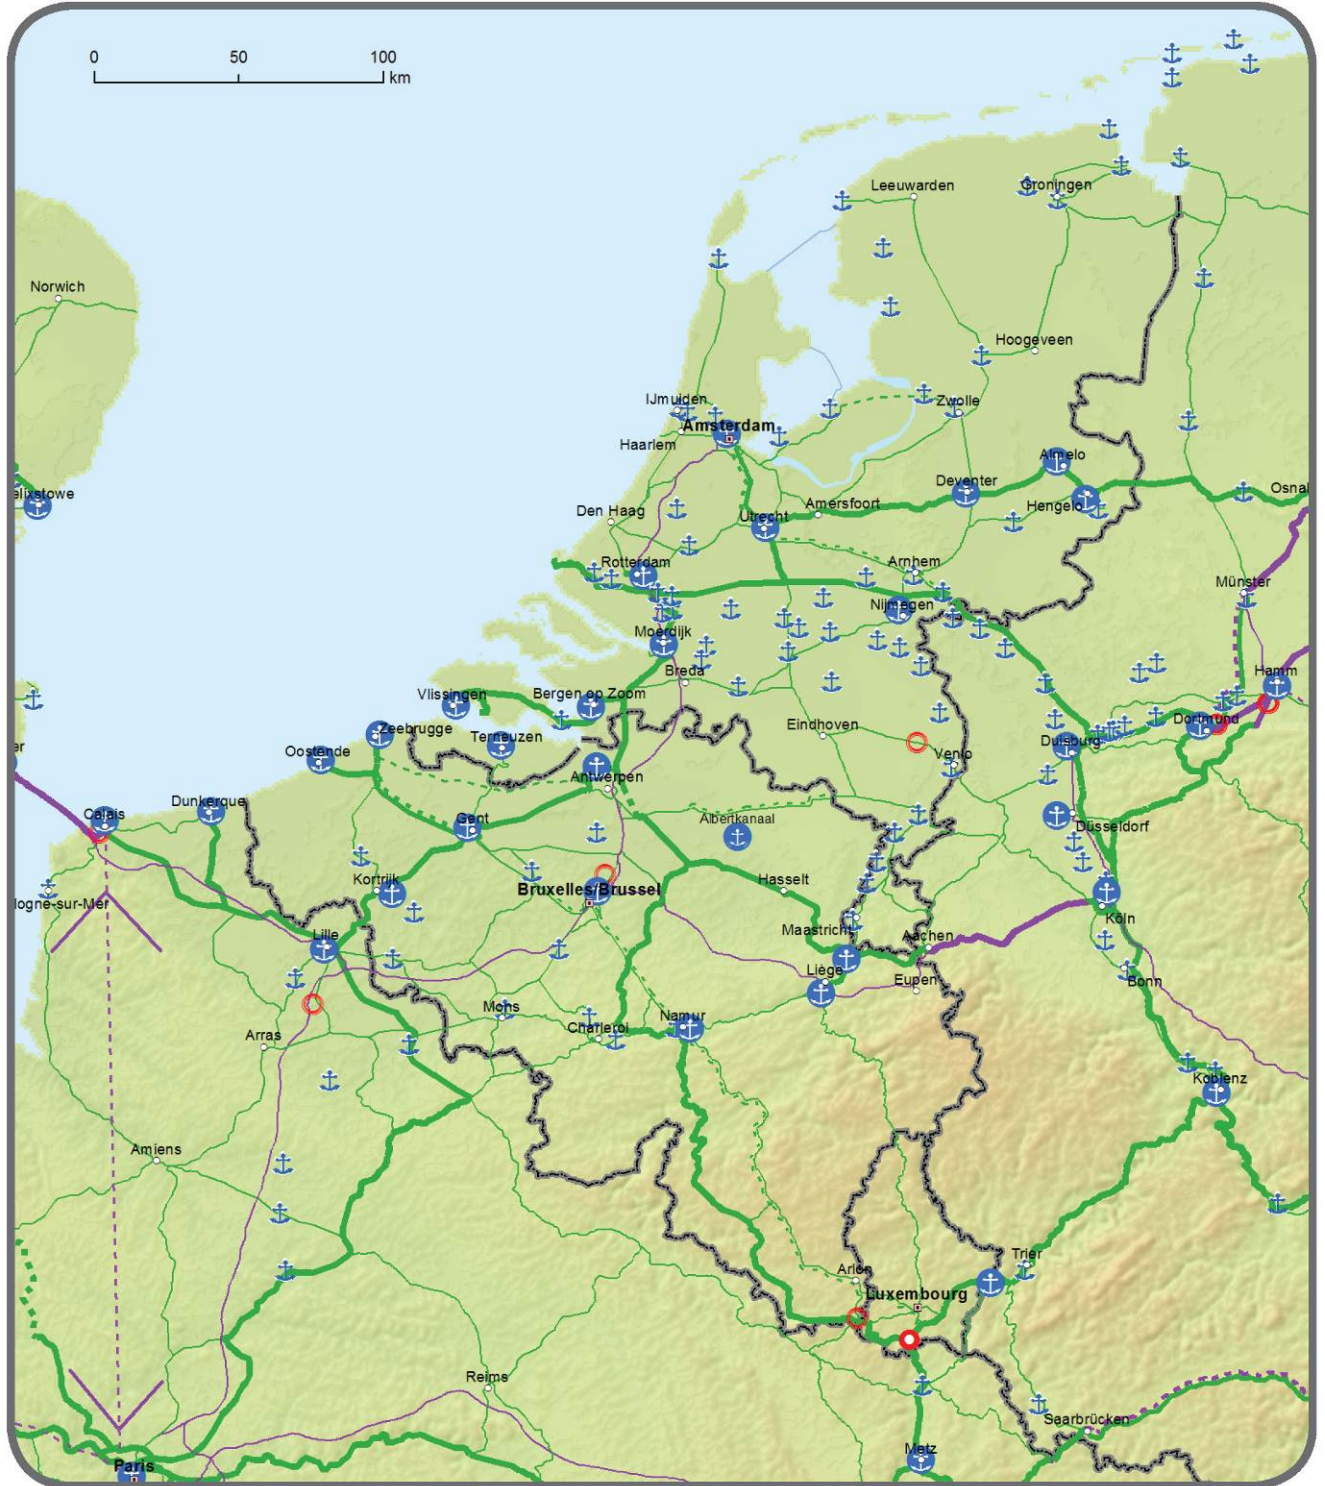 0 50 100
km
Leeuwarden
Groningen
Norwich
Hoogeveen
IJmuiden
Zwolle
Amsterdam
Haarlem
Almelo
elixstowe
Deventer
Osnal
Amersfoort
Hengelo
Den Haag
Utrecht
Rotterdam
Arnhem
Münster
Nijmegen
Moerdijk
Breda
Hamm
Vlissingen
Bergen op Zoom
Zeebrugge
Eindhoven
Dortmund
Terneuzen
Duisburg
er
Oostende
Venlo
Antwerpen
Dunkerque
Calais
Gent
Albertkanaal
Düsseldorf
Kortrijk
Hasselt
Bruxelles/Brussel
logne-sur-Mer
Köln
Maastricht
Aachen
Lille
Liège
Eupen
Bonn
Mons
Namur
Charleroi
Arras
Koblenz
Amiens
Trier
Arlon
Luxembourg
Reims
Saarbrücken
Metz
Paris